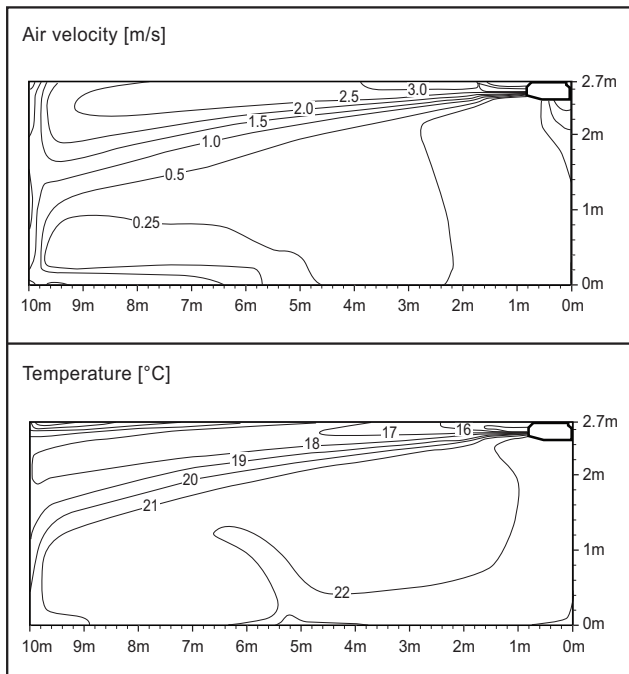 Air velocity [m/s]
2.7m
3.0
2.5
2.0
1.5
2m
1.0
0.5
1m
0.25
0m
10m 9m 8m 7m 6m 5m 4m 3m 2m 1m 0m
Temperature [°C]
2.7m
17 16
18
19
2m
20
21
1m
22
0m
10m 9m 8m 7m 6m 5m 4m 3m 2m 1m 0m